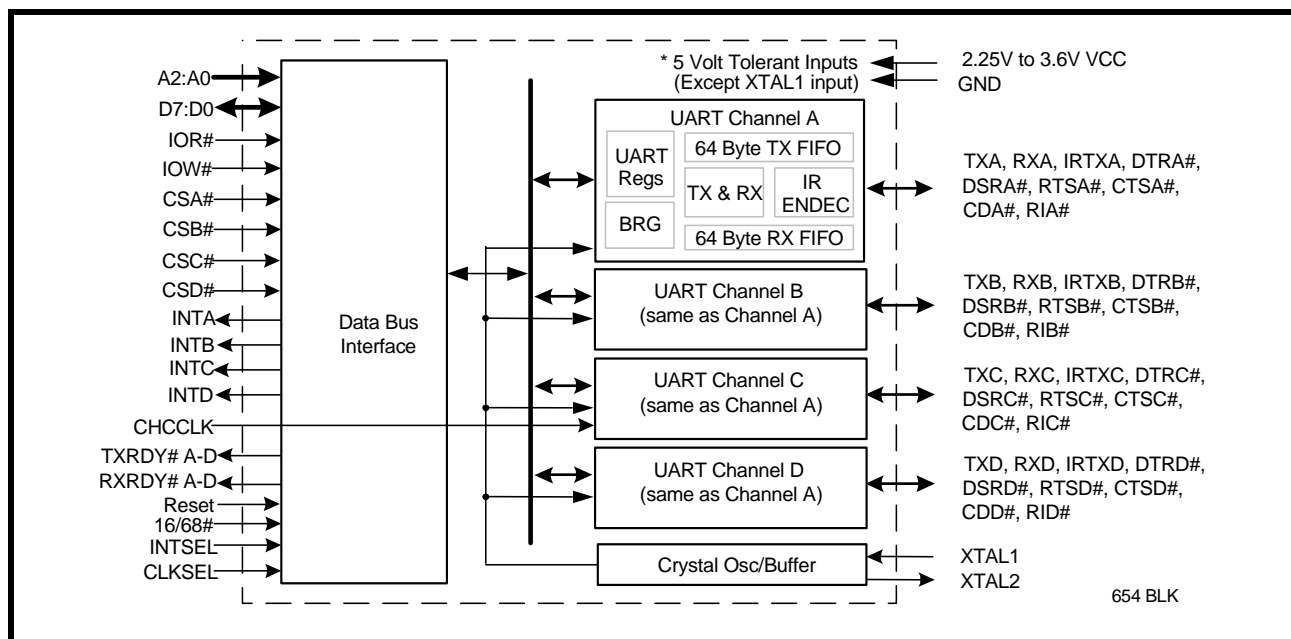 A2:A0
D7:D0
IOR#
IOW#
CSA#
CSB#
CSC#
CSD#
INTA
INTB
INTC
INTD
CHCCLK
TXRDY# A-D
RXRDY# A-D
Reset
16/68#
INTSEL
CLKSEL
Data Bus
Interface
* 5 Volt Tolerant Inputs
(Except XTAL1 input)
2.25V to 3.6V VCC
GND
UART Channel A
UART
Regs
BRG
64 Byte TX FIFO
TX & RX
IR
ENDEC
64 Byte RX FIFO
TXA, RXA, IRTXA, DTRA#,
DSRA#, RTSA#, CTSA#,
CDA#, RIA#
UART Channel B
(same as Channel A)
TXB, RXB, IRTXB, DTRB#,
DSRB#, RTSB#, CTSB#,
CDB#, RIB#
UART Channel C
(same as Channel A)
TXC, RXC, IRTXC, DTRC#,
DSRC#, RTSC#, CTSC#,
CDC#, RIC#
UART Channel D
(same as Channel A)
TXD, RXD, IRTXD, DTRD#,
DSRD#, RTSD#, CTSD#,
CDD#, RID#
Crystal Osc/Buffer
XTAL1
XTAL2
654 BLK